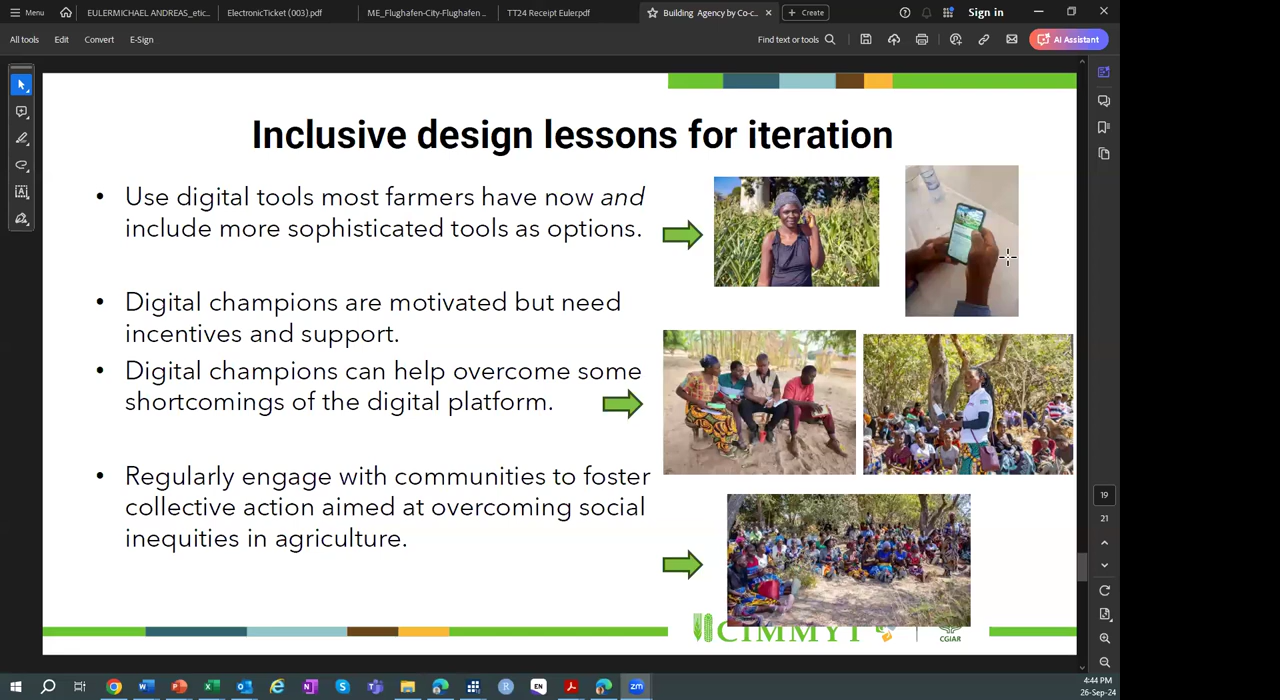 Menu
EULERMICHAEL ANDREAS_etic...
ElectronicTicket (003).pdf
ME_Flughafen-City-Flughafen ...
TT24 Receipt Euler.pdf
Building Agency by Co-c...
Create
Sign in
All tools
Edit
Convert
E-Sign
Find text or tools
AI Assistant
Inclusive design lessons for iteration
• Use digital tools most farmers have now and
include more sophisticated tools as options.
• Digital champions are motivated but need
incentives and support.
• Digital champions can help overcome some
shortcomings of the digital platform.
• Regularly engage with communities to foster
collective action aimed at overcoming social
inequities in agriculture.
CIMMYT
CGIAR
19
21
EN
zm
4:44 PM
26-Sep-24